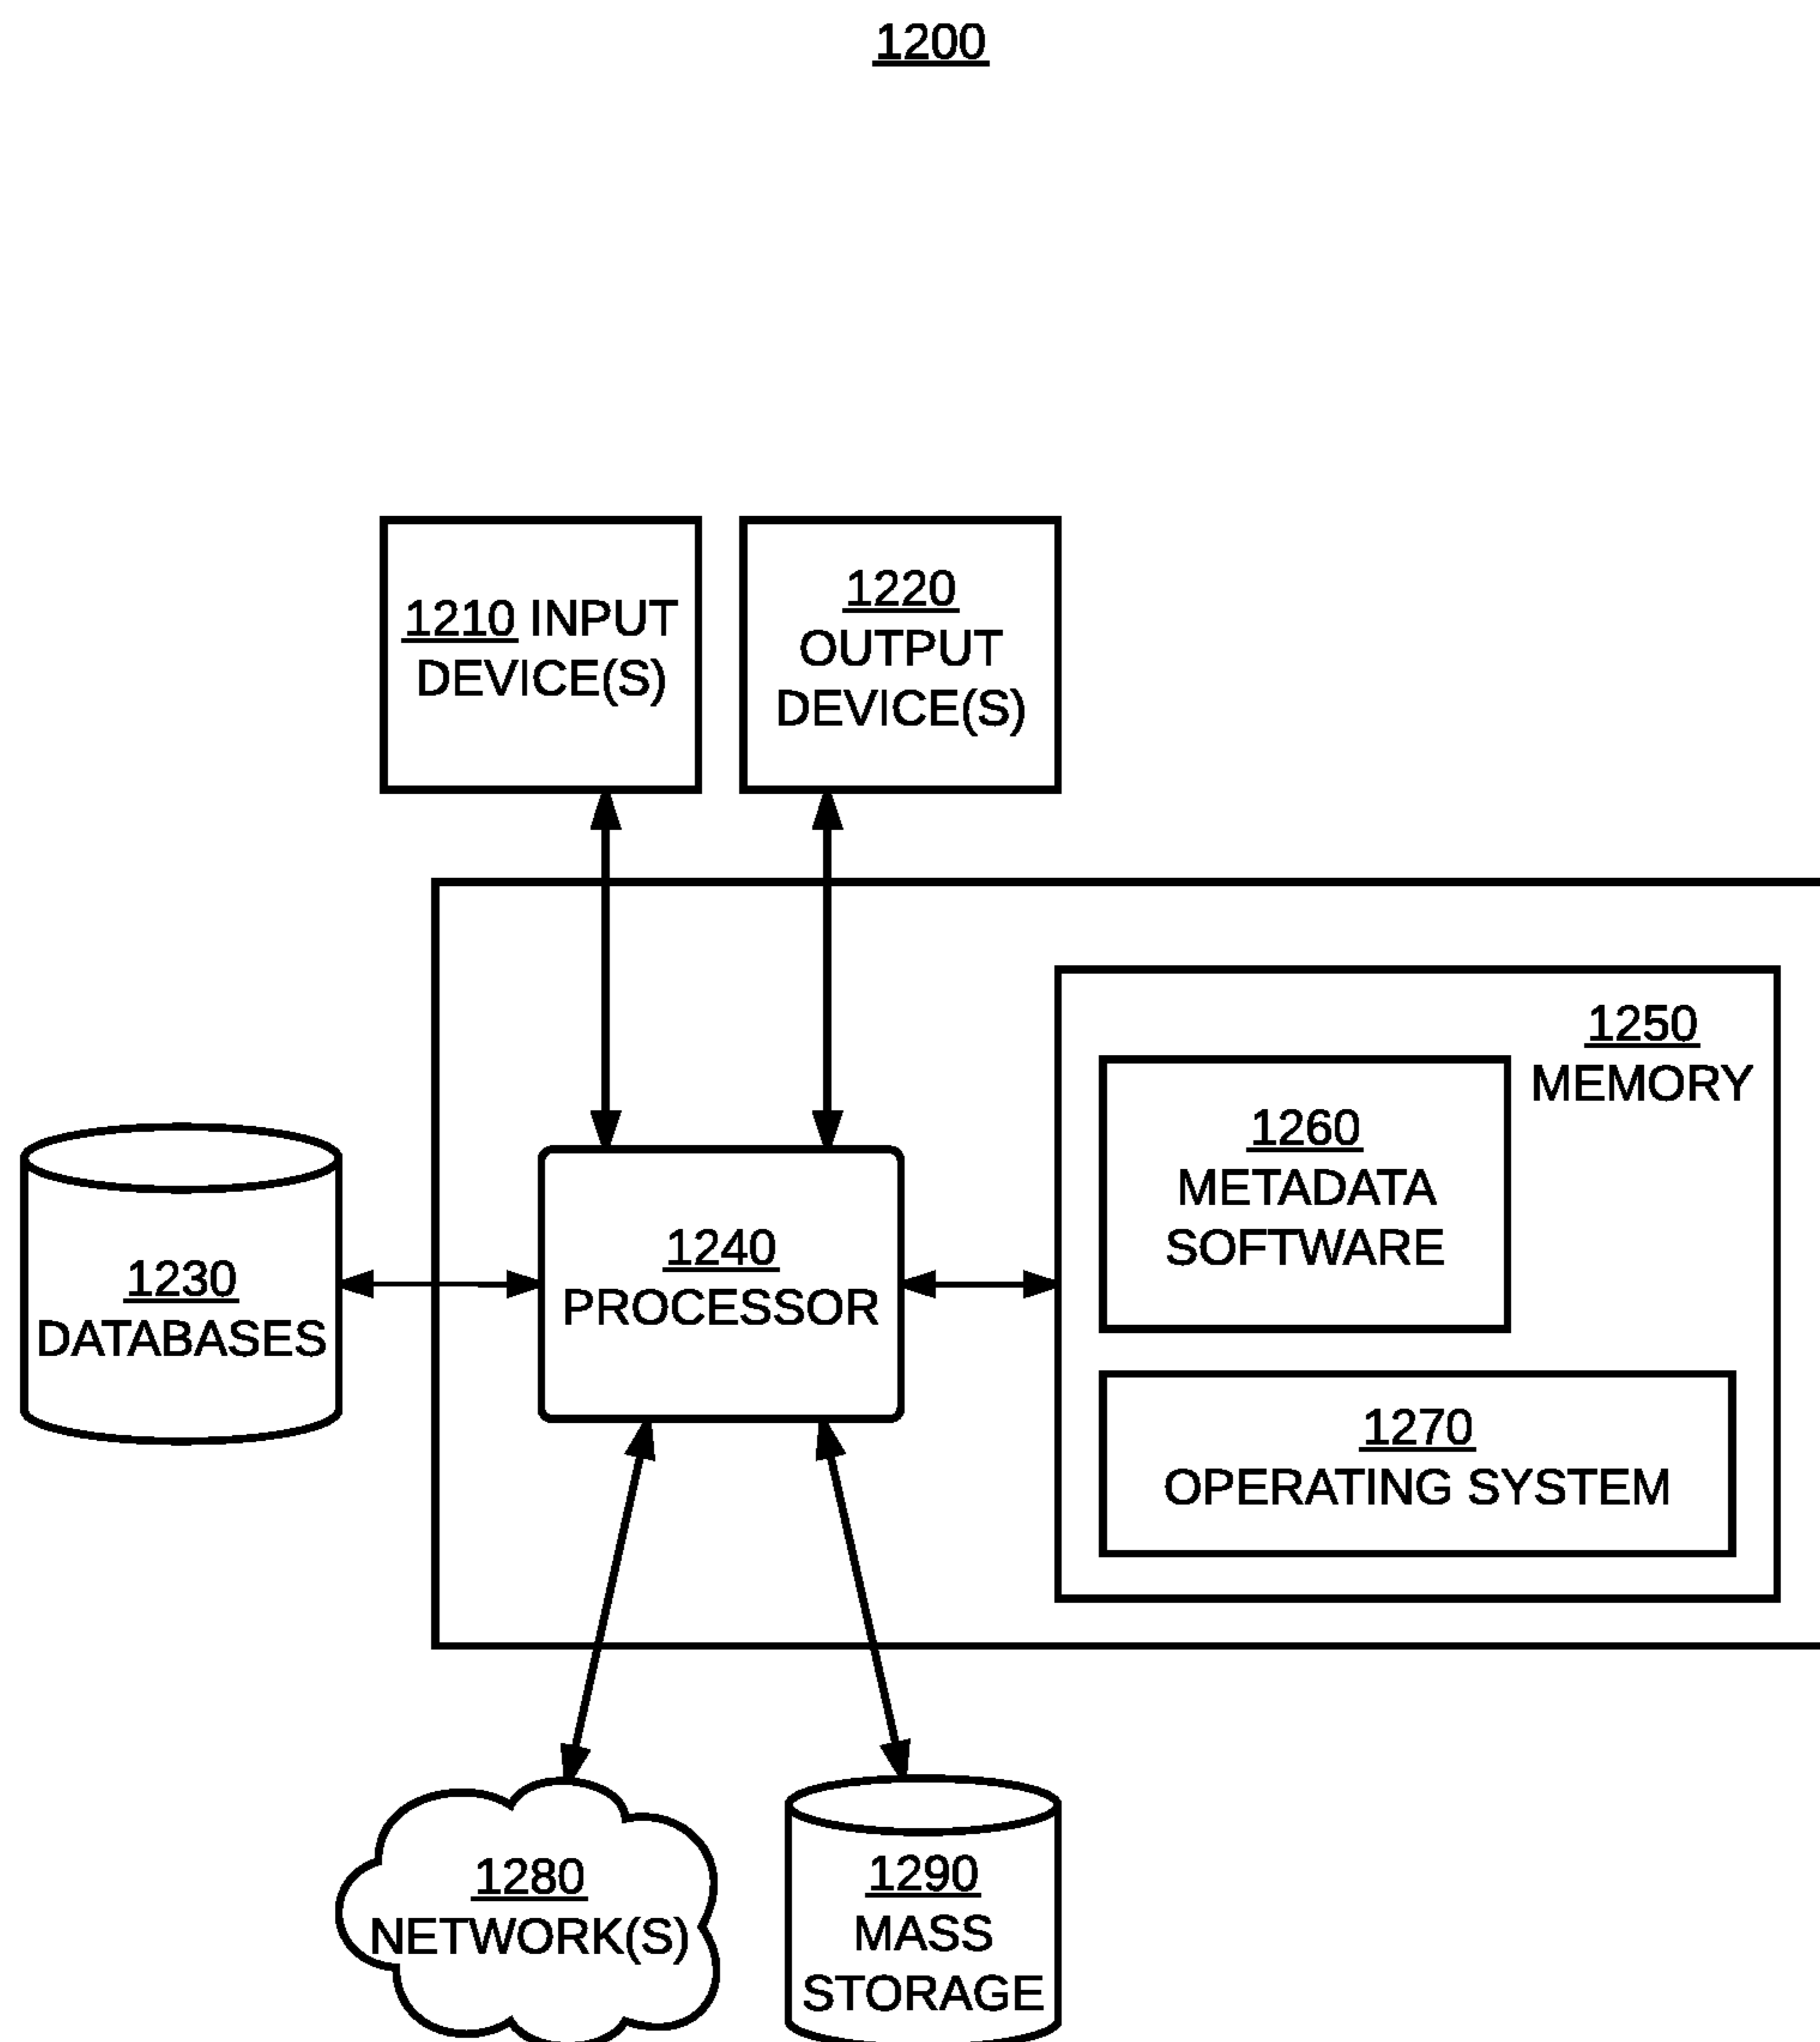 1200
1210 INPUT
DEVICE(S)
1220
OUTPUT
DEVICE(S)
1250
MEMORY
1260
METADATA
SOFTWARE
1240
PROCESSOR
1230
DATABASES
1270
OPERATING SYSTEM
1280
NETWORK(S)
1290
MASS
STORAGE